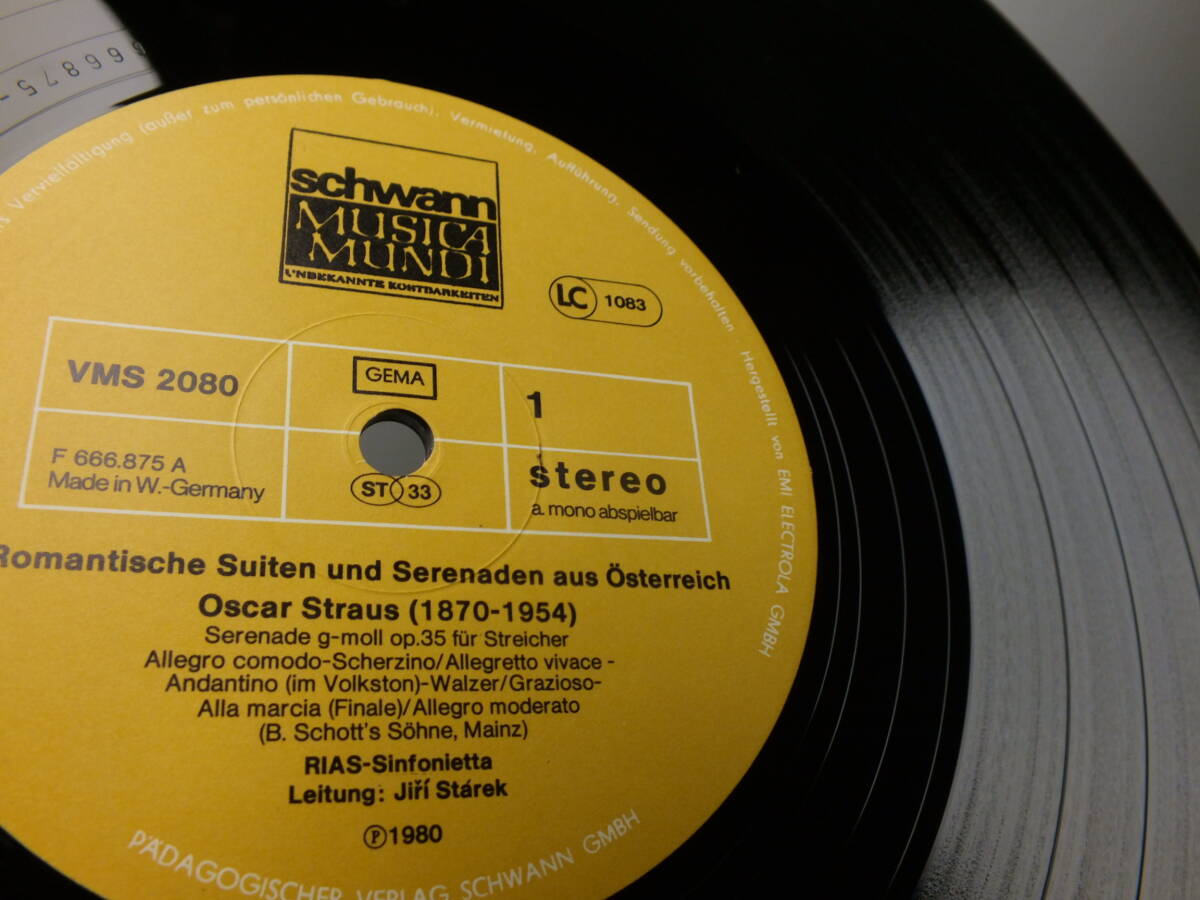 Vervielfältigung (außer zum persönlichen Gebrauch), Vermietung, Aufführung, Sendung vorbehalten
Hergestellt von EMI ELECTROLA GMBH
schwann
MUSICA
MUNDI
UNBEKANNTE KOSTBARKEITEN
LC 1083
VMS 2080
GEMA
1
F 666.875 A
Made in W.-Germany
ST 33
stereo
a. mono abspielbar
Romantische Suiten und Serenaden aus Österreich
Oscar Straus (1870-1954)
Serenade g-moll op.35 für Streicher
Allegro comodo-Scherzino/Allegretto vivace -
Andantino (im Volkston)-Walzer/Grazioso-
Alla marcia (Finale)/Allegro moderato
(B. Schott's Söhne, Mainz)
RIAS-Sinfonietta
Leitung: Jiří Stárek
Ⓟ1980
PÄDAGOGISCHER VERLAG SCHWANN GMBH